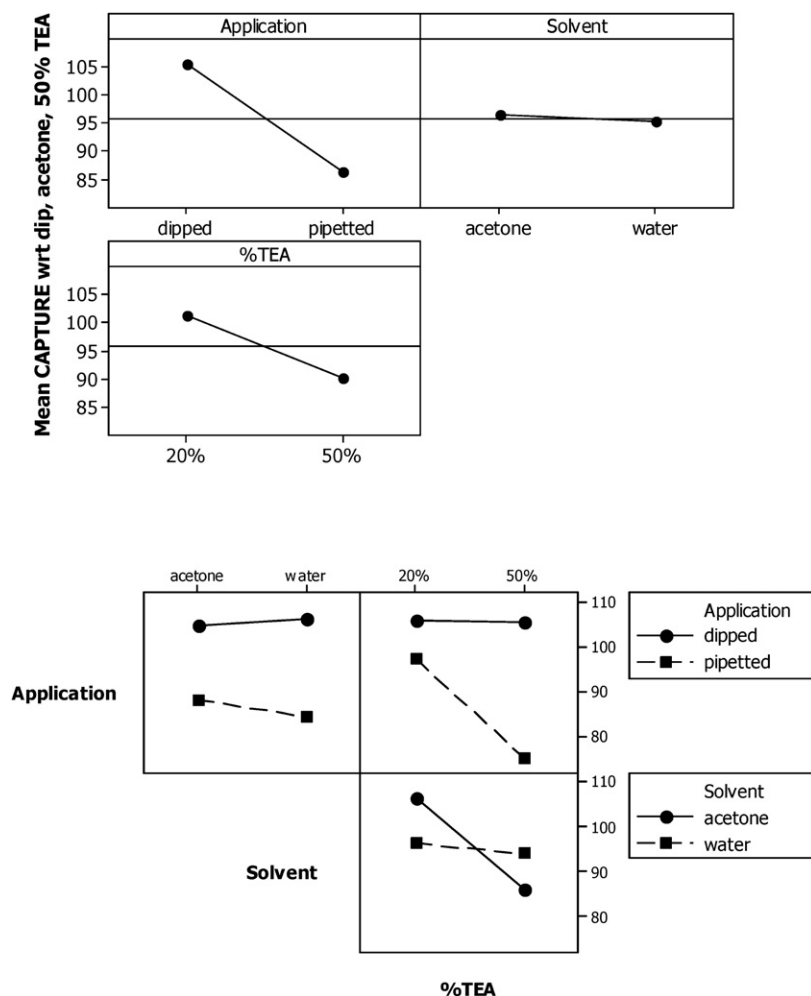 Application Solvent
Mean CAPTURE wrt dip, acetone, 50% TEA
105
100
95
90
85
dipped pipetted acetone water
%TEA
105
100
95
90
85
20% 50%
acetone water 20% 50%
Application
110
100
90
80
Application
dipped
pipetted
Solvent
110
100
90
80
Solvent
acetone
water
%TEA